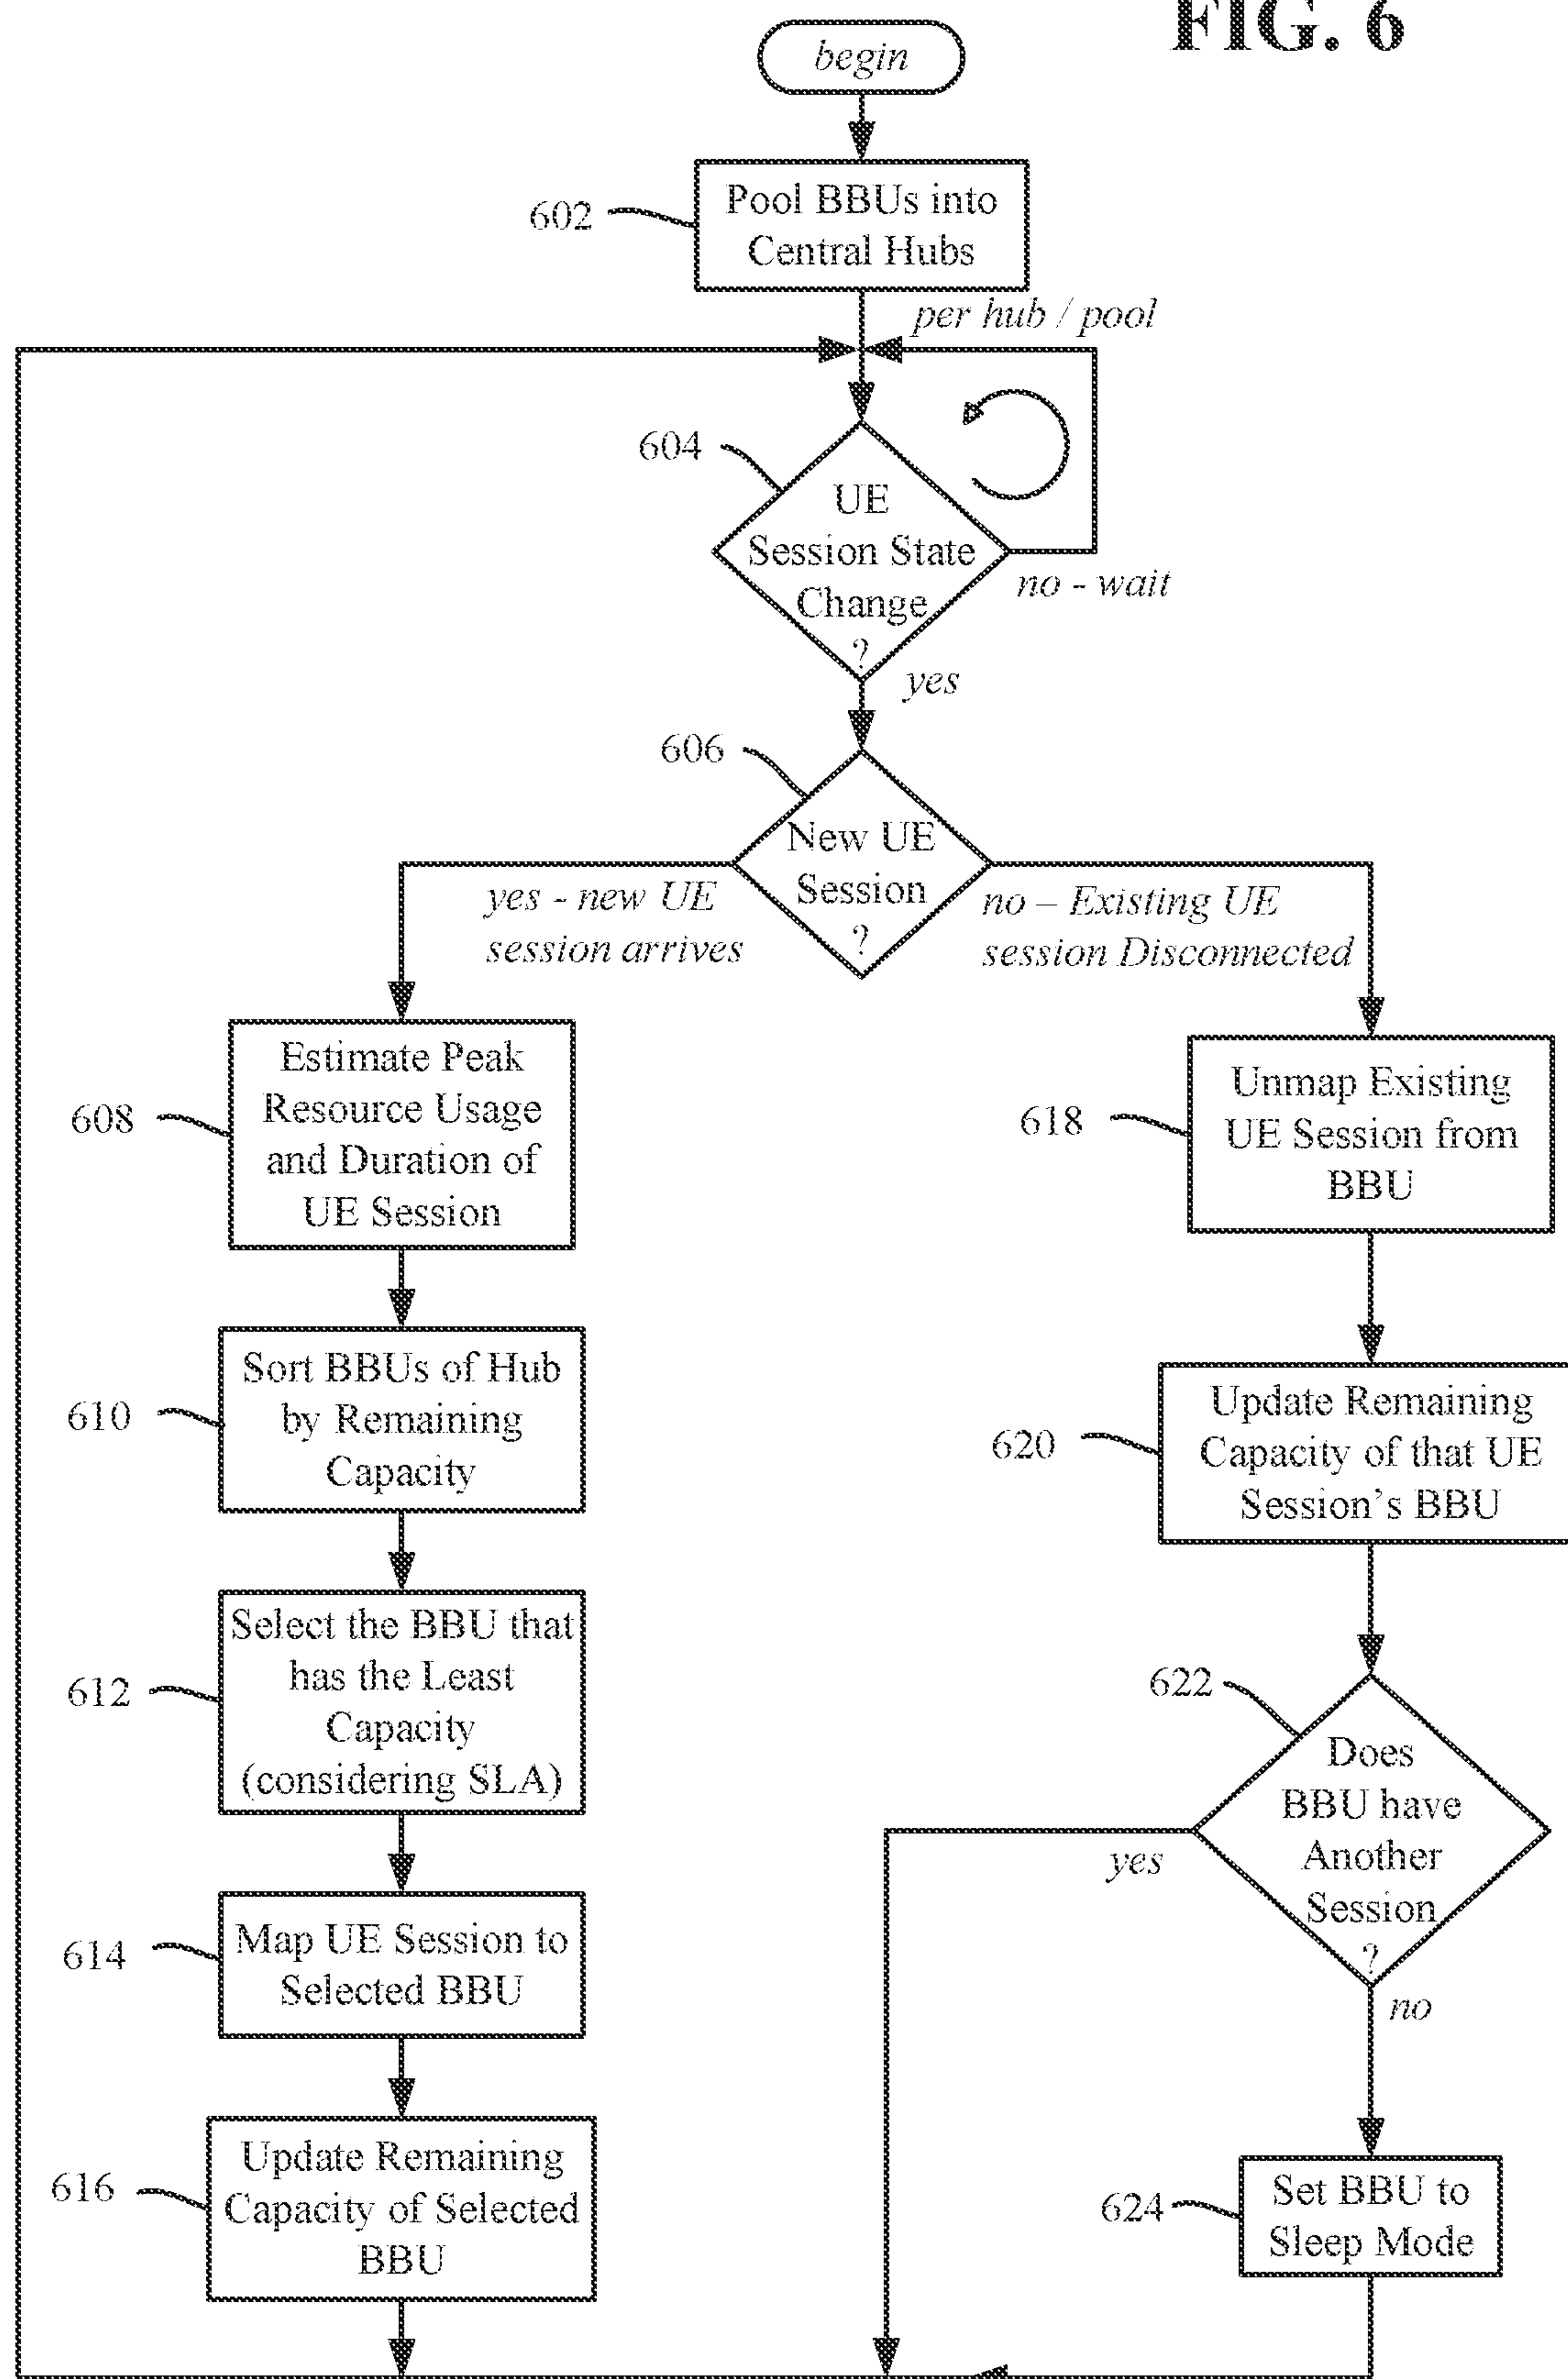 FIG. 6
begin
602
Pool BBUs into
Central Hubs
per hub / pool
604
UE
Session State
Change
?
no - wait
yes
606
New UE
Session
?
yes - new UE
session arrives
no – Existing UE
session Disconnected
608
Estimate Peak
Resource Usage
and Duration of
UE Session
610
Sort BBUs of Hub
by Remaining
Capacity
612
Select the BBU that
has the Least
Capacity
(considering SLA)
614
Map UE Session to
Selected BBU
616
Update Remaining
Capacity of Selected
BBU
618
Unmap Existing
UE Session from
BBU
620
Update Remaining
Capacity of that UE
Session's BBU
622
Does
BBU have
Another
Session
?
yes
no
624
Set BBU to
Sleep Mode